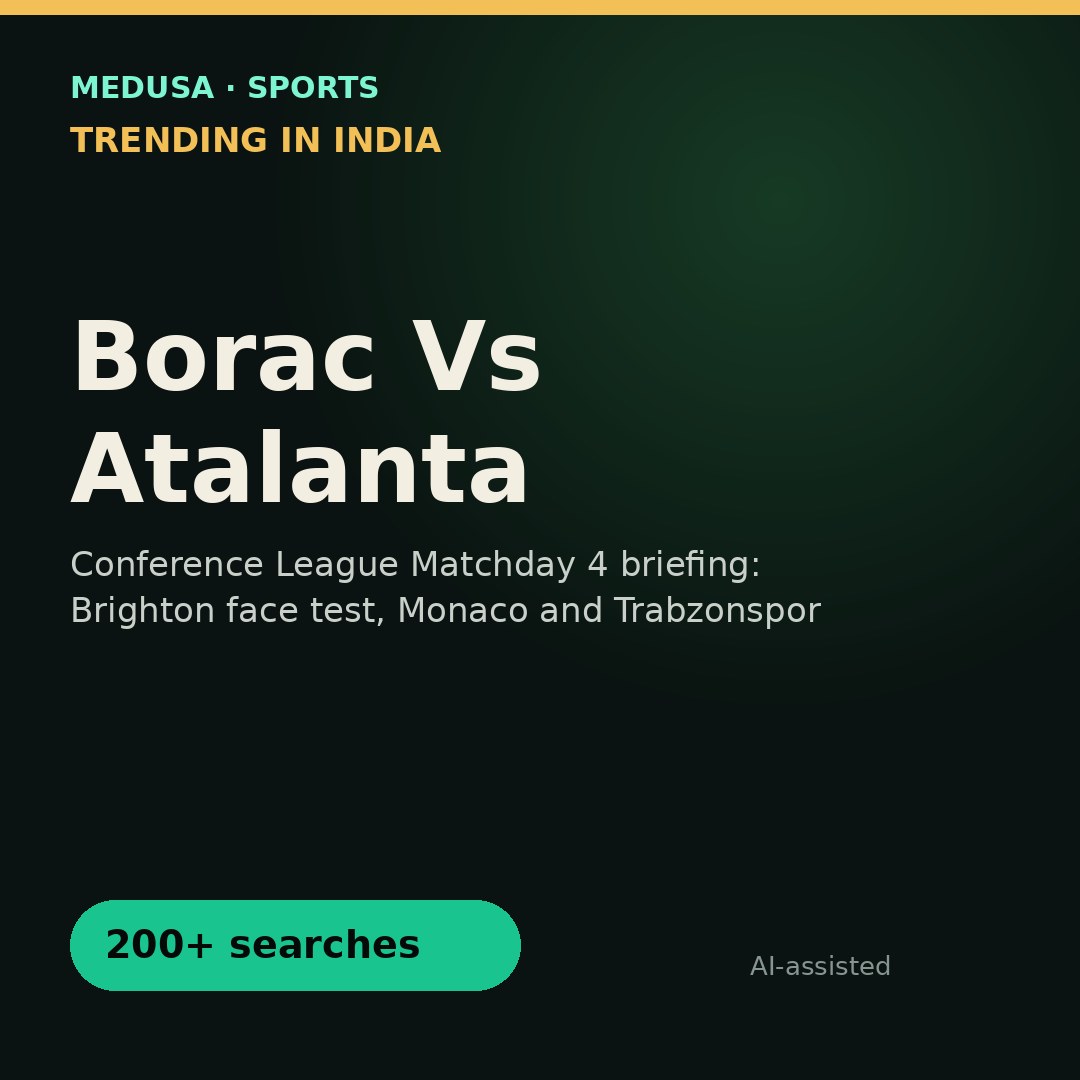 MEDUSA · SPORTS
TRENDING IN INDIA
Borac Vs
Atalanta
Conference League Matchday 4 briefing:
Brighton face test, Monaco and Trabzonspor
200+ searches
AI-assisted